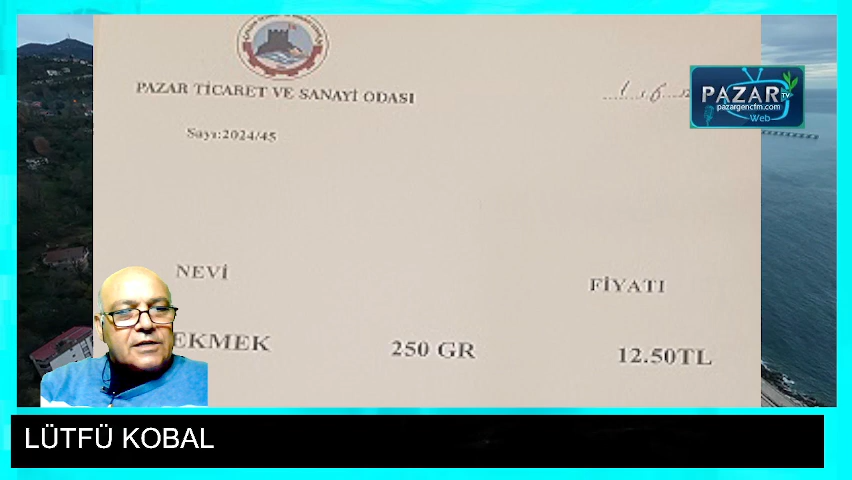 PAZAR TİCARET VE SANAYİ ODASI
Sayı:2024/45
PAZAR TV
pazargencfm.com
Web
NEVİ
FİYATI
EKMEK 250 GR 12.50TL
LÜTFÜ KOBAL